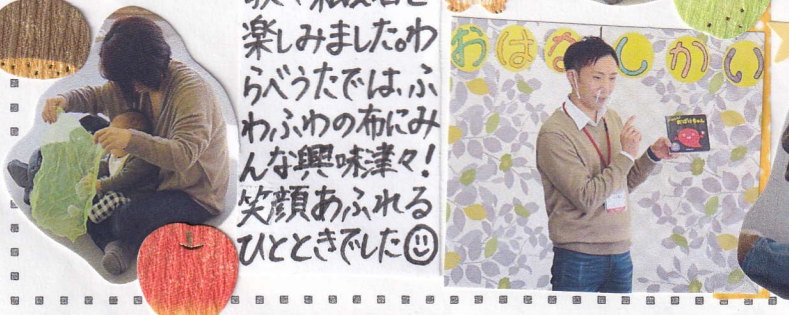 楽しみました。わ
らべうたでは、ふ
わふわの布にみ
んな興味津々!
笑顔あふれる
ひとときでした☺
おはなしかい